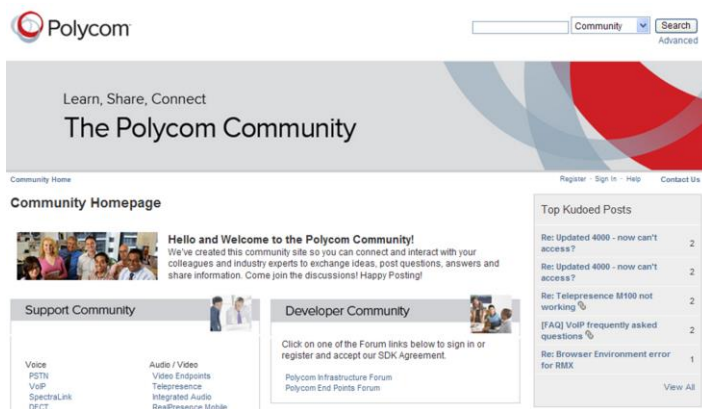 Polycom
Community
Search
Advanced
Learn, Share, Connect
The Polycom Community
Community Home
Register - Sign In - Help
Contact Us
Community Homepage
Hello and Welcome to the Polycom Community!
We've created this community site so you can connect and interact with your
colleagues and industry experts to exchange ideas, post questions, answers and
share information. Come join the discussions! Happy Posting!
Support Community
Voice
PSTN
VoIP
SpectraLink
DECT
Audio / Video
Video Endpoints
Telepresence
Integrated Audio
RealPresence Mobile
Developer Community
Click on one of the Forum links below to sign in or
register and accept our SDK Agreement.
Polycom Infrastructure Forum
Polycom End Points Forum
Top Kudoed Posts
Re: Updated 4000 - now can't
access?
2
Re: Updated 4000 - now can't
access?
2
Re: Telepresence M100 not
working
2
[FAQ] VoIP frequently asked
questions
2
Re: Browser Environment error
for RMX
1
View All